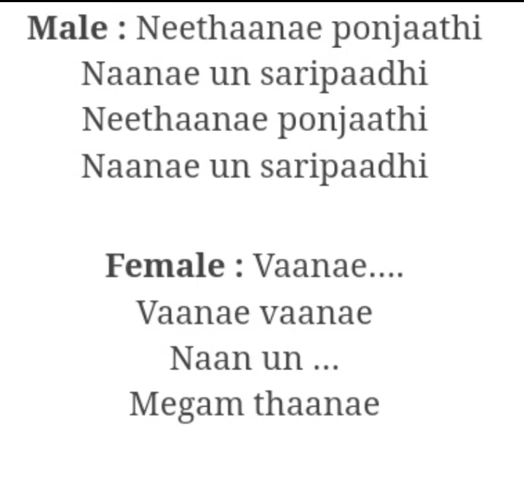 Male : Neethaanae ponjaathi
Naanae un saripaadhi
Neethaanae ponjaathi
Naanae un saripaadhi
Female : Vaanae....
Vaanae vaanae
Naan un ...
Megam thaanae